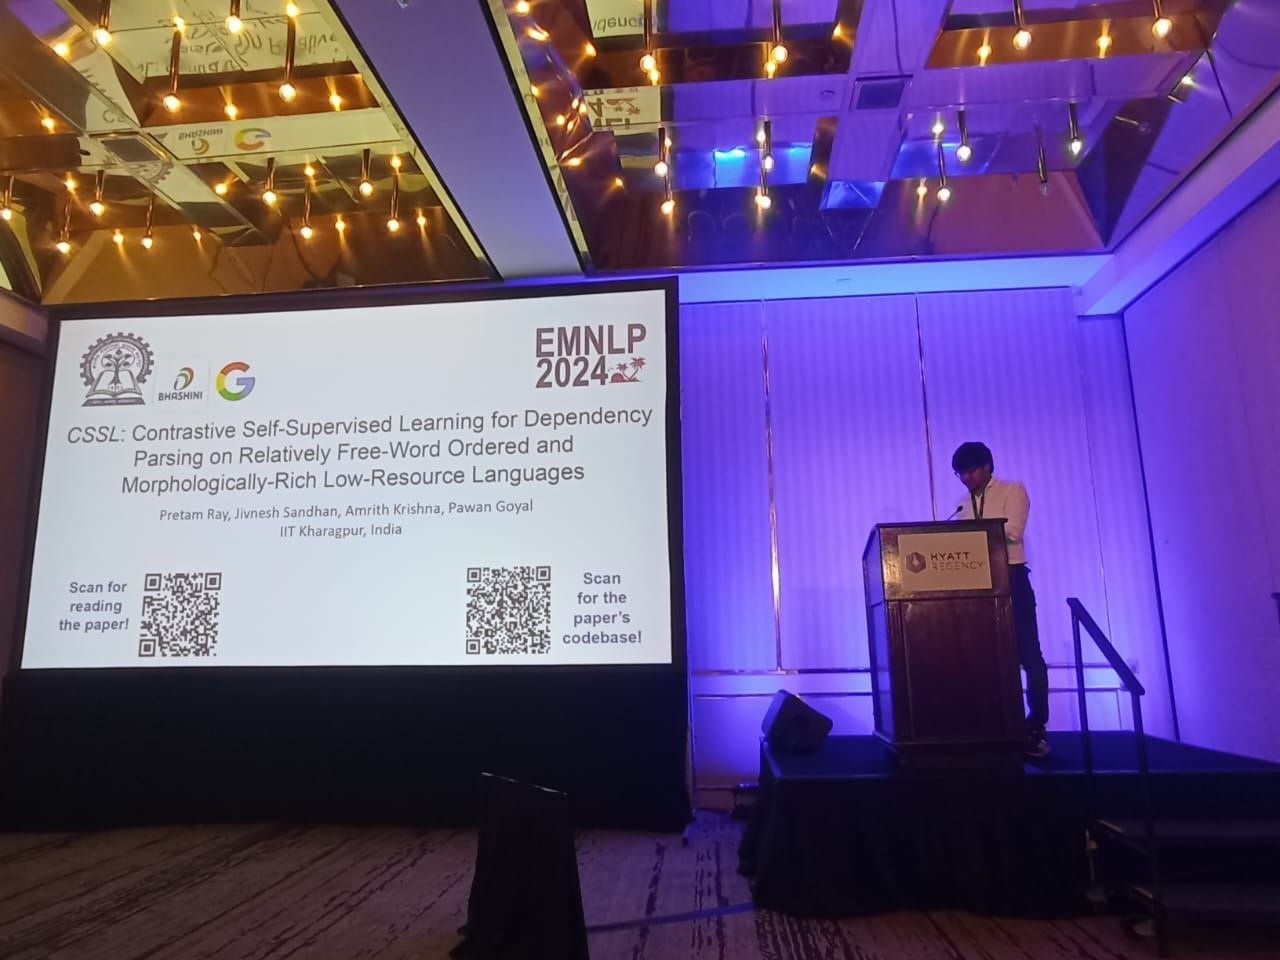 EMNLP
2024
BHASHINI
CSSL: Contrastive Self-Supervised Learning for Dependency
Parsing on Relatively Free-Word Ordered and
Morphologically-Rich Low-Resource Languages
Pretam Ray, Jivnesh Sandhan, Amrith Krishna, Pawan Goyal
IIT Kharagpur, India
Scan for
reading
the paper!
Scan
for the
paper's
codebase!
HYATT
REGENCY